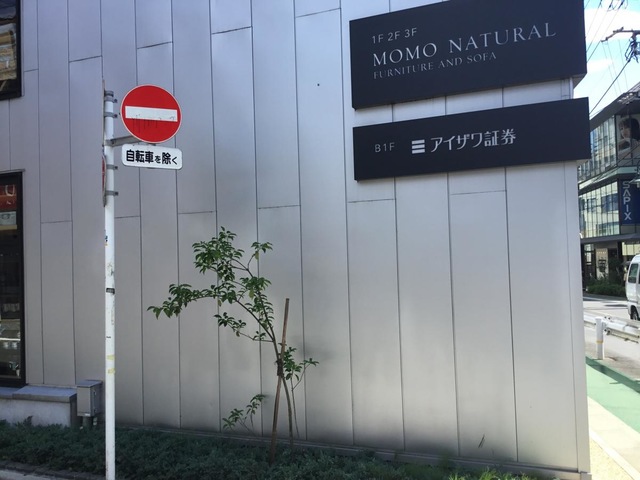 1F 2F 3F
MOMO NATURAL
FURNITURE AND SOFA
B1F アイザワ証券
自転車を除く
SAPIX